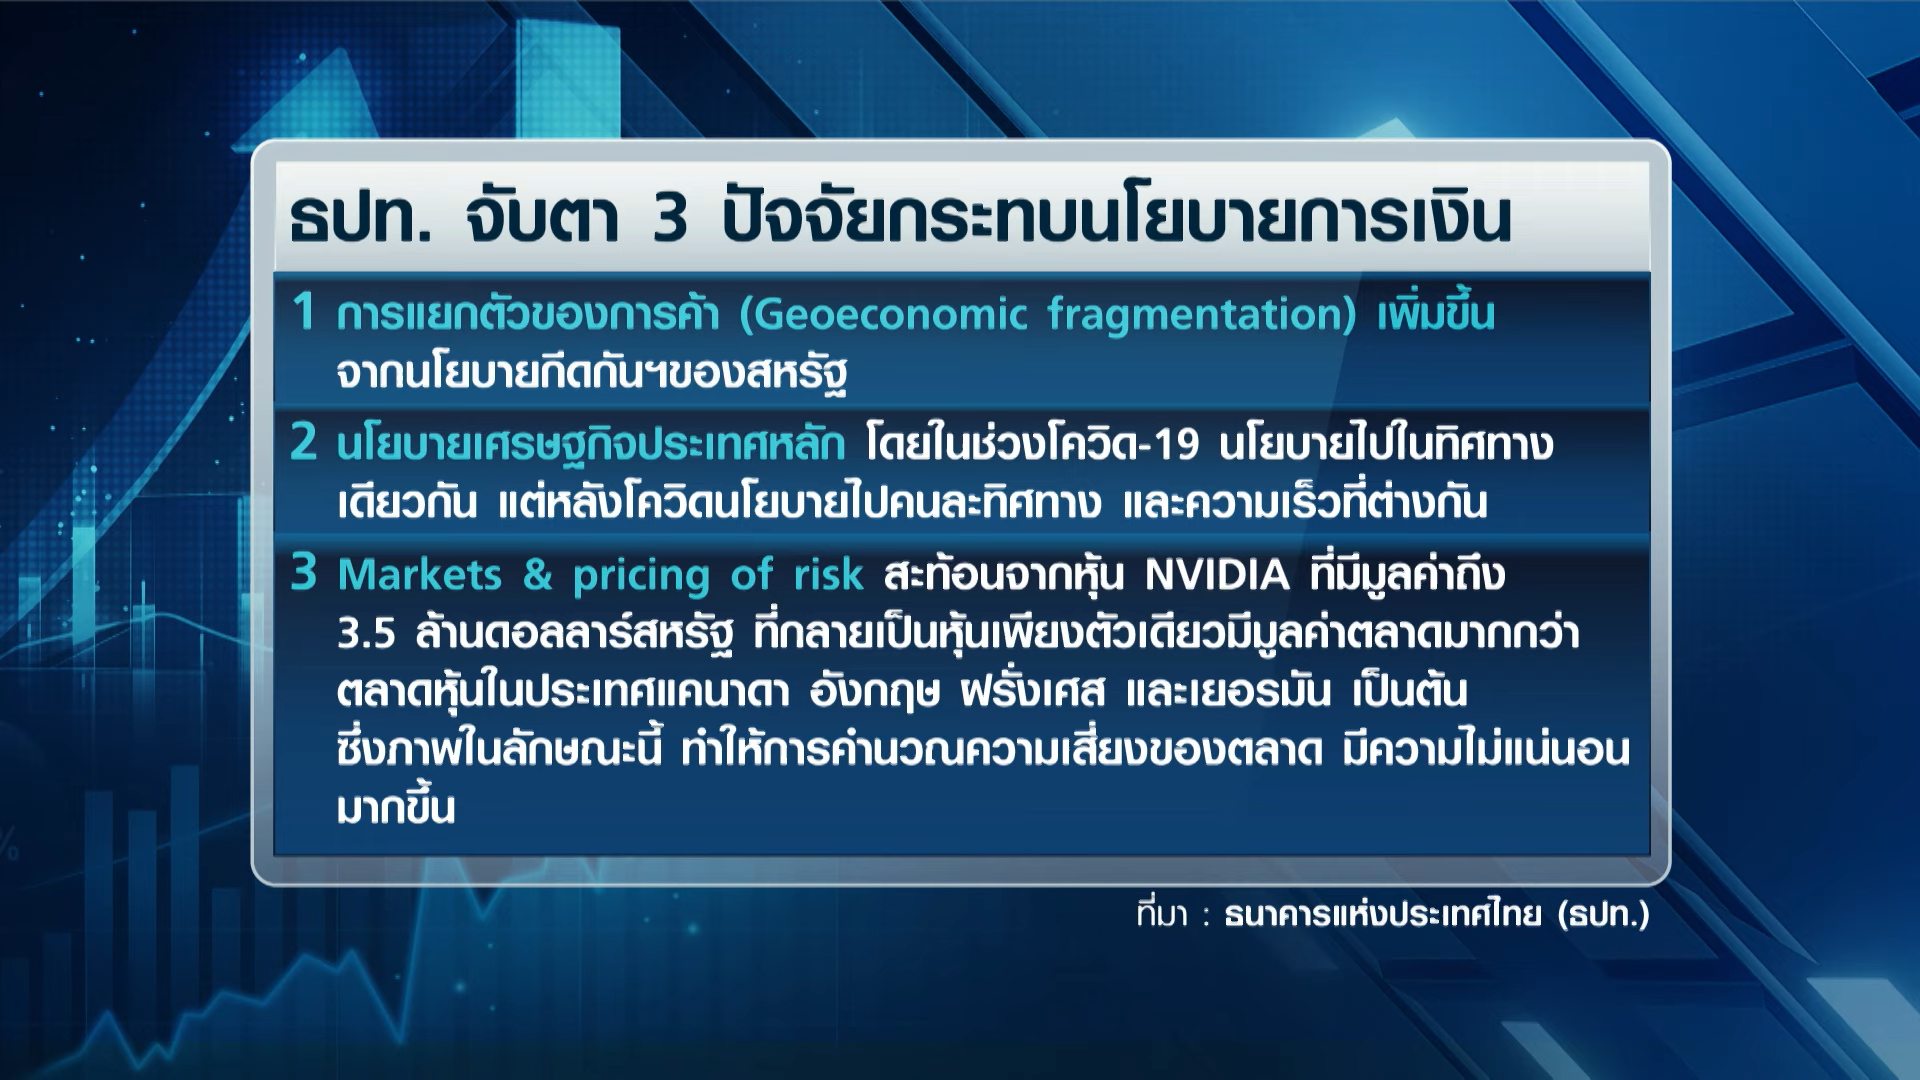 ธปท. จับตา 3 ปัจจัยกระทบนโยบายการเงิน
1 การแยกตัวของการค้า (Geoeconomic fragmentation) เพิ่มขึ้น
จากนโยบายกีดกันฯของสหรัฐ
2 นโยบายเศรษฐกิจประเทศหลัก โดยในช่วงโควิด-19 นโยบายไปในทิศทาง
เดียวกัน แต่หลังโควิดนโยบายไปคนละทิศทาง และความเร็วที่ต่างกัน
3 Markets & pricing of risk สะท้อนจากหุ้น NVIDIA ที่มีมูลค่าถึง
3.5 ล้านดอลลาร์สหรัฐ ที่กลายเป็นหุ้นเพียงตัวเดียวมีมูลค่าตลาดมากกว่า
ตลาดหุ้นในประเทศแคนาดา อังกฤษ ฝรั่งเศส และเยอรมัน เป็นต้น
ซึ่งภาพในลักษณะนี้ ทำให้การคำนวณความเสี่ยงของตลาด มีความไม่แน่นอน
มากขึ้น
ที่มา : ธนาคารแห่งประเทศไทย (ธปท.)
%